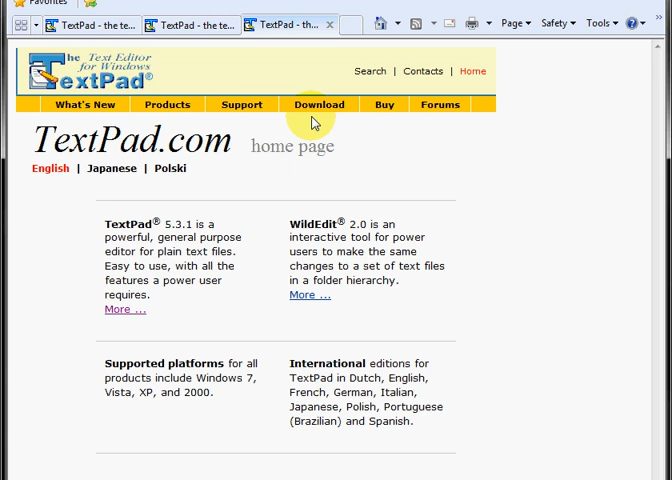 Favorites
TextPad - the te...
TextPad - the te...
TextPad - th...
Page
Safety
Tools
The Text Editor
for Windows
TextPad®
Search | Contacts | Home
What's New
Products
Support
Download
Buy
Forums
TextPad.com home page
English | Japanese | Polski
TextPad® 5.3.1 is a
powerful, general purpose
editor for plain text files.
Easy to use, with all the
features a power user
requires.
More ...
WildEdit® 2.0 is an
interactive tool for power
users to make the same
changes to a set of text files
in a folder hierarchy.
More ...
Supported platforms for all
products include Windows 7,
Vista, XP, and 2000.
International editions for
TextPad in Dutch, English,
French, German, Italian,
Japanese, Polish, Portuguese
(Brazilian) and Spanish.